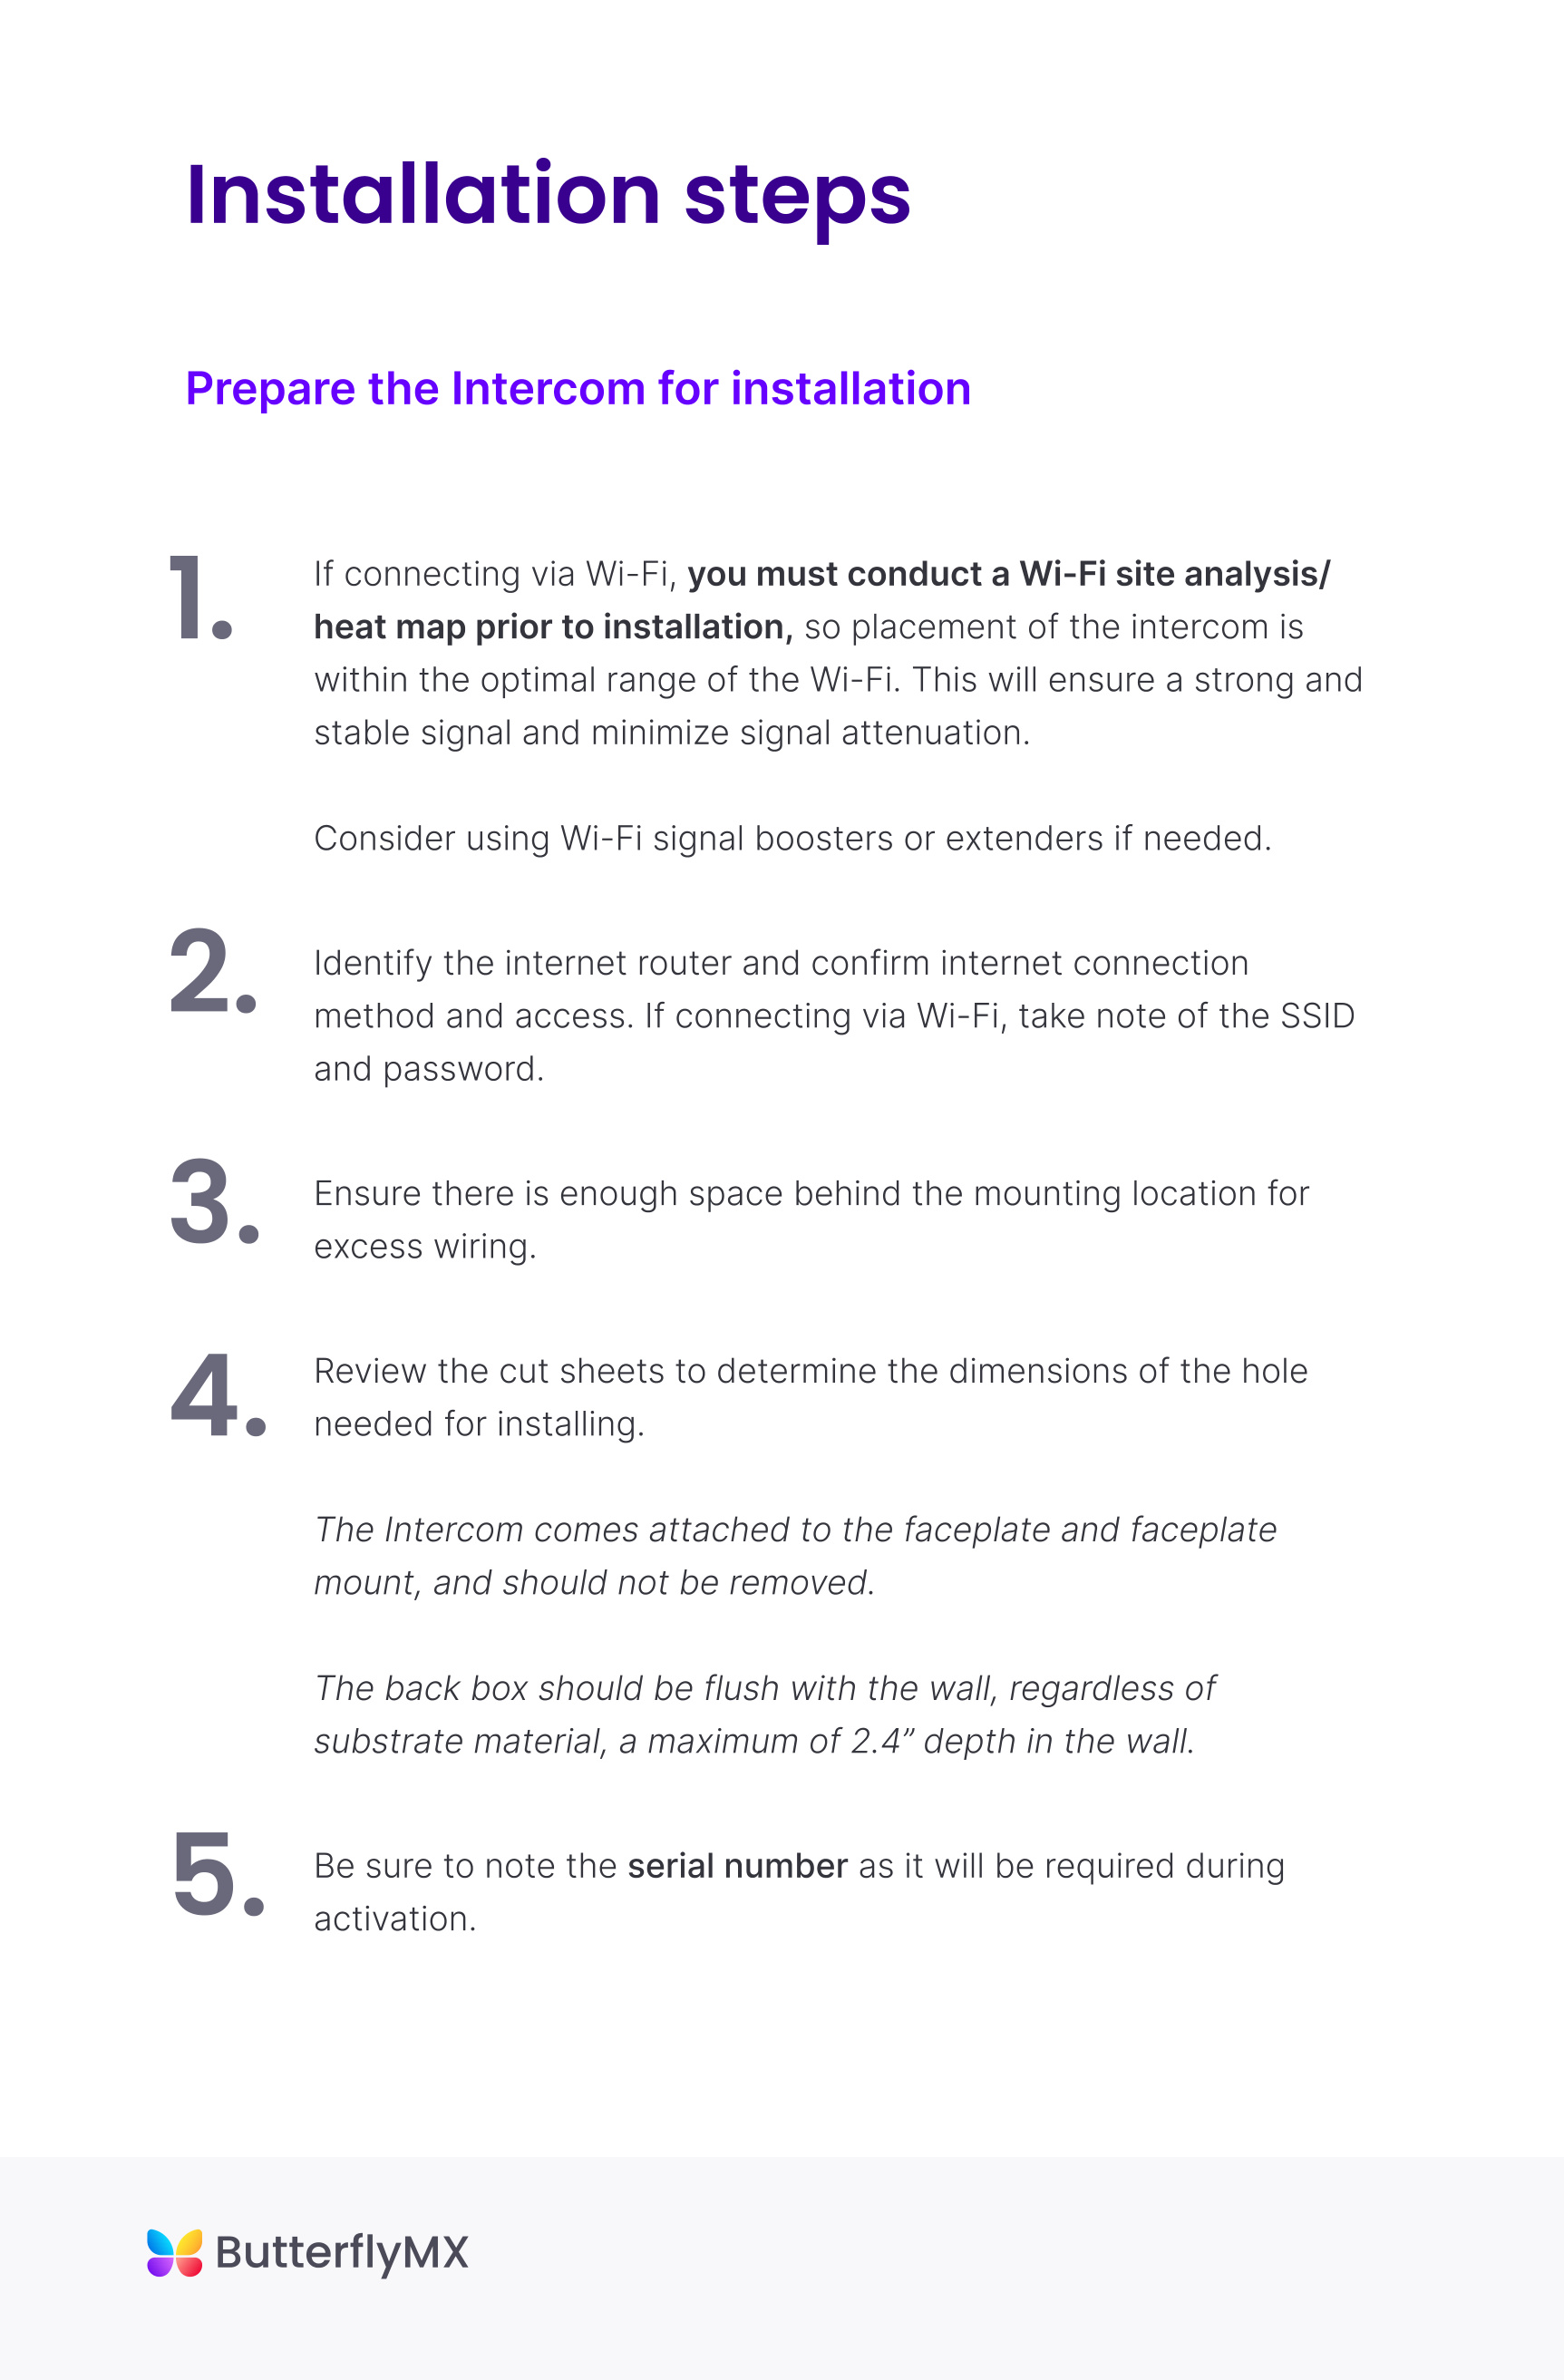 Installation steps
Prepare the Intercom for installation
1.
If connecting via Wi-Fi, you must conduct a Wi-Fi site analysis/
heat map prior to installation, so placement of the intercom is
within the optimal range of the Wi-Fi. This will ensure a strong and
stable signal and minimize signal attenuation.
Consider using Wi-Fi signal boosters or extenders if needed.
2.
Identify the internet router and confirm internet connection
method and access. If connecting via Wi-Fi, take note of the SSID
and password.
3.
Ensure there is enough space behind the mounting location for
excess wiring.
4.
Review the cut sheets to determine the dimensions of the hole
needed for installing.
The Intercom comes attached to the faceplate and faceplate
mount, and should not be removed.
The back box should be flush with the wall, regardless of
substrate material, a maximum of 2.4” depth in the wall.
5.
Be sure to note the serial number as it will be required during
activation.
ButterflyMX